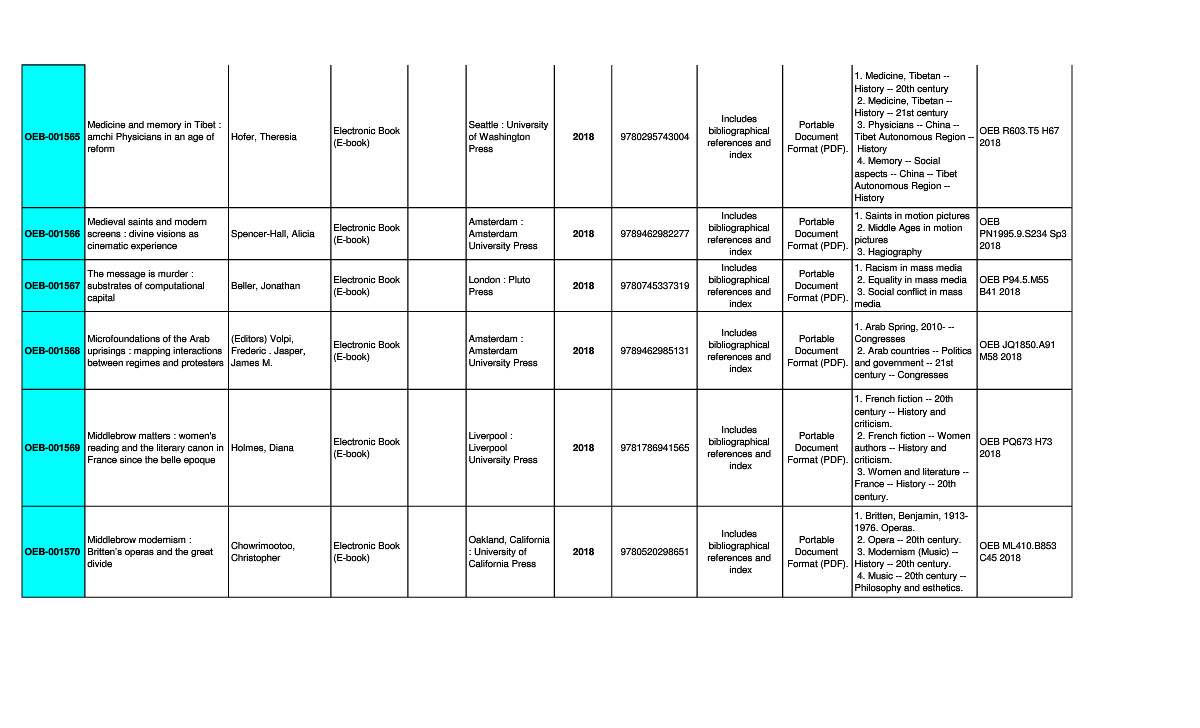 OEB-001565
Medicine and memory in Tibet :
amchi Physicians in an age of
reform
Hofer, Theresia
Electronic Book
(E-book)
Seattle : University
of Washington
Press
2018
9780295743004
Includes
bibliographical
references and
index
Portable
Document
Format (PDF).
1. Medicine, Tibetan --
History -- 20th century
2. Medicine, Tibetan --
History -- 21st century
3. Physicians -- China --
Tibet Autonomous Region --
History
4. Memory -- Social
aspects -- China -- Tibet
Autonomous Region --
History
OEB R603.T5 H67
2018
OEB-001566
Medieval saints and modern
screens : divine visions as
cinematic experience
Spencer-Hall, Alicia
Electronic Book
(E-book)
Amsterdam :
Amsterdam
University Press
2018
9789462982277
Includes
bibliographical
references and
index
Portable
Document
Format (PDF).
1. Saints in motion pictures
2. Middle Ages in motion
pictures
3. Hagiography
OEB
PN1995.9.S234 Sp3
2018
OEB-001567
The message is murder :
substrates of computational
capital
Beller, Jonathan
Electronic Book
(E-book)
London : Pluto
Press
2018
9780745337319
Includes
bibliographical
references and
index
Portable
Document
Format (PDF).
1. Racism in mass media
2. Equality in mass media
3. Social conflict in mass
media
OEB P94.5.M55
B41 2018
OEB-001568
Microfoundations of the Arab
uprisings : mapping interactions
between regimes and protesters
(Editors) Volpi,
Frederic . Jasper,
James M.
Electronic Book
(E-book)
Amsterdam :
Amsterdam
University Press
2018
9789462985131
Includes
bibliographical
references and
index
Portable
Document
Format (PDF).
1. Arab Spring, 2010- --
Congresses
2. Arab countries -- Politics
and government -- 21st
century -- Congresses
OEB JQ1850.A91
M58 2018
OEB-001569
Middlebrow matters : women's
reading and the literary canon in
France since the belle epoque
Holmes, Diana
Electronic Book
(E-book)
Liverpool :
Liverpool
University Press
2018
9781786941565
Includes
bibliographical
references and
index
Portable
Document
Format (PDF).
1. French fiction -- 20th
century -- History and
criticism.
2. French fiction -- Women
authors -- History and
criticism.
3. Women and literature --
France -- History -- 20th
century.
OEB PQ673 H73
2018
OEB-001570
Middlebrow modernism :
Britten's operas and the great
divide
Chowrimootoo,
Christopher
Electronic Book
(E-book)
Oakland, California
: University of
California Press
2018
9780520298651
Includes
bibliographical
references and
index
Portable
Document
Format (PDF).
1. Britten, Benjamin, 1913-
1976. Operas.
2. Opera -- 20th century.
3. Modernism (Music) --
History -- 20th century.
4. Music -- 20th century --
Philosophy and esthetics.
OEB ML410.B853
C45 2018